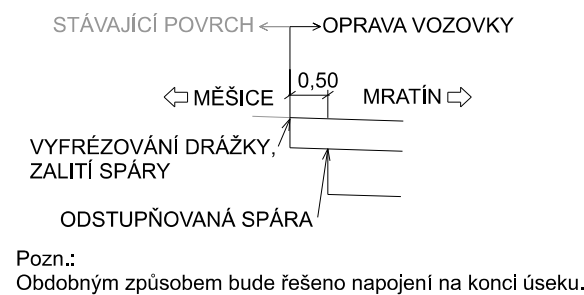 STÁVAJÍCÍ POVRCH OPRAVA VOZOVKY
0,50
MĚŠICE MRATÍN
VYFRÉZOVÁNÍ DRÁŽKY,
ZALITÍ SPÁRY
ODSTUPŇOVANÁ SPÁRA
Pozn.:
Obdobným způsobem bude řešeno napojení na konci úseku.